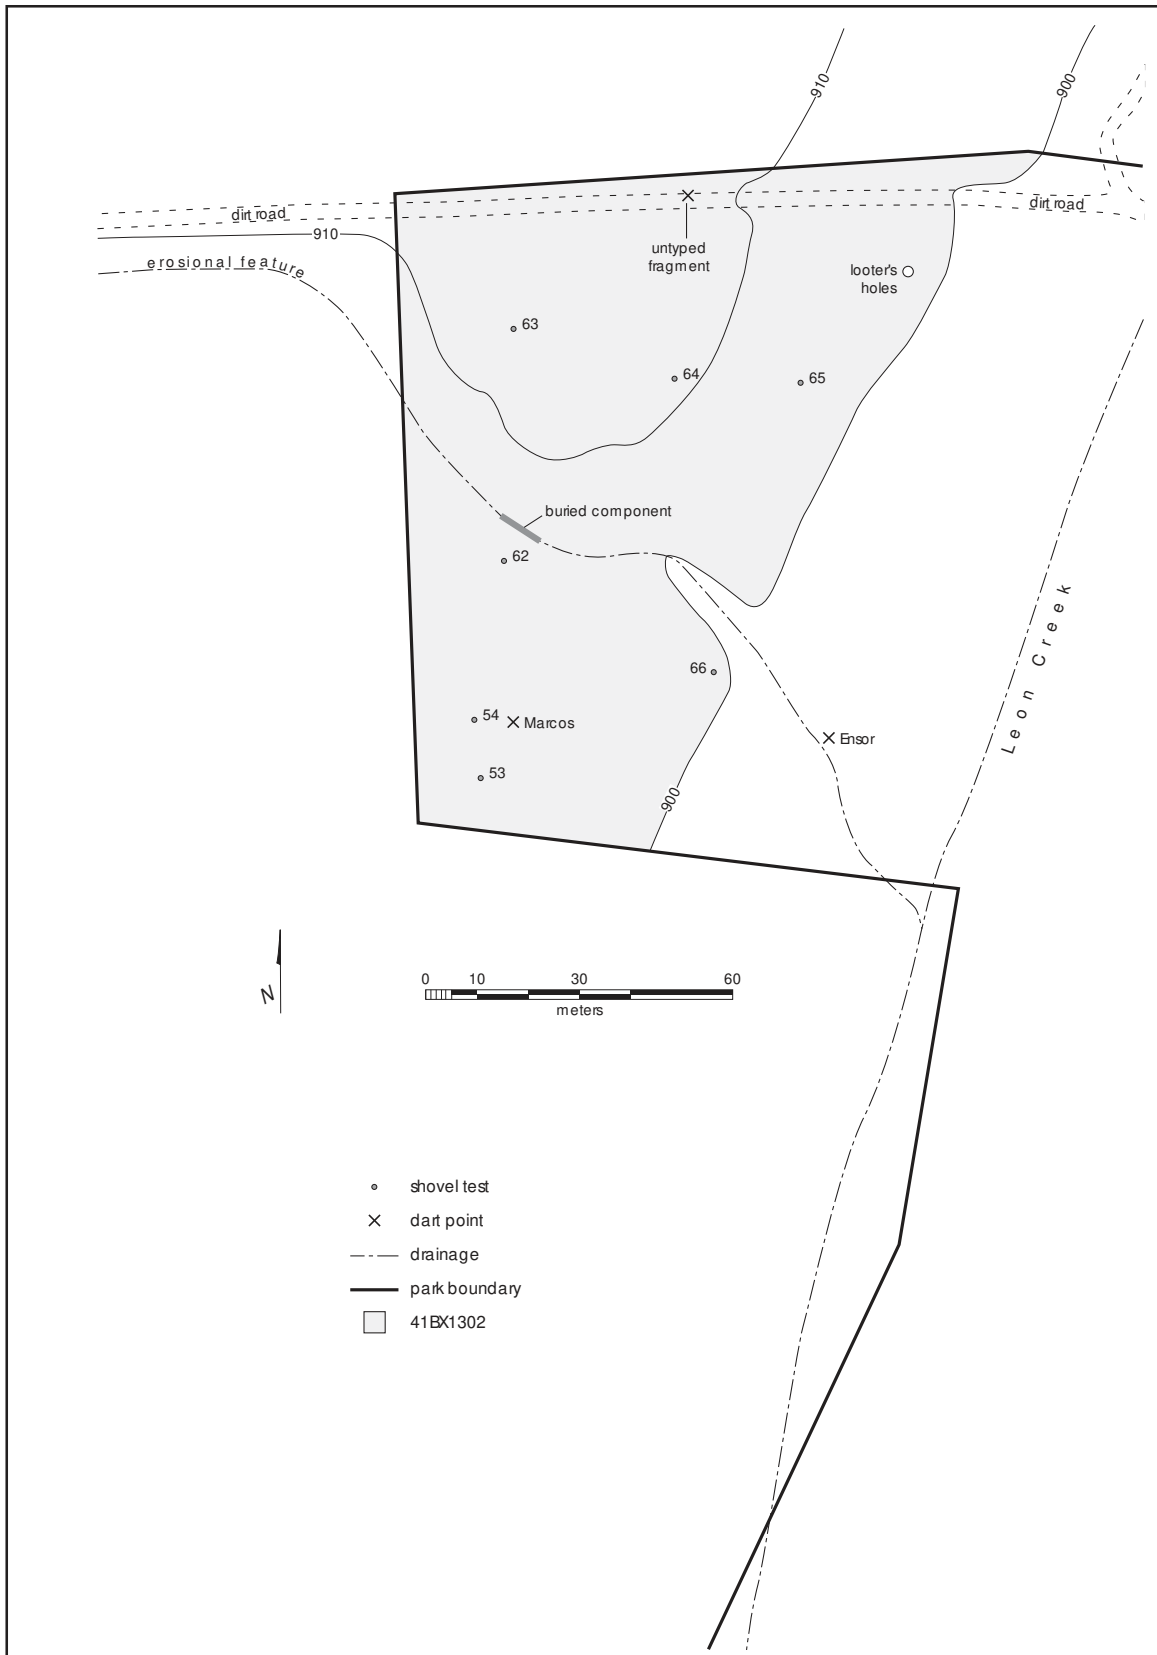 910
900
dirt road
dirt road
910
untyped
fragment
erosional feature
looter's
holes
63
64
65
buried component
62
Leon Creek
66
54
Marcos
Ensor
53
900
N
0 10 30 60
meters
shovel test
dart point
drainage
park boundary
41BX1302